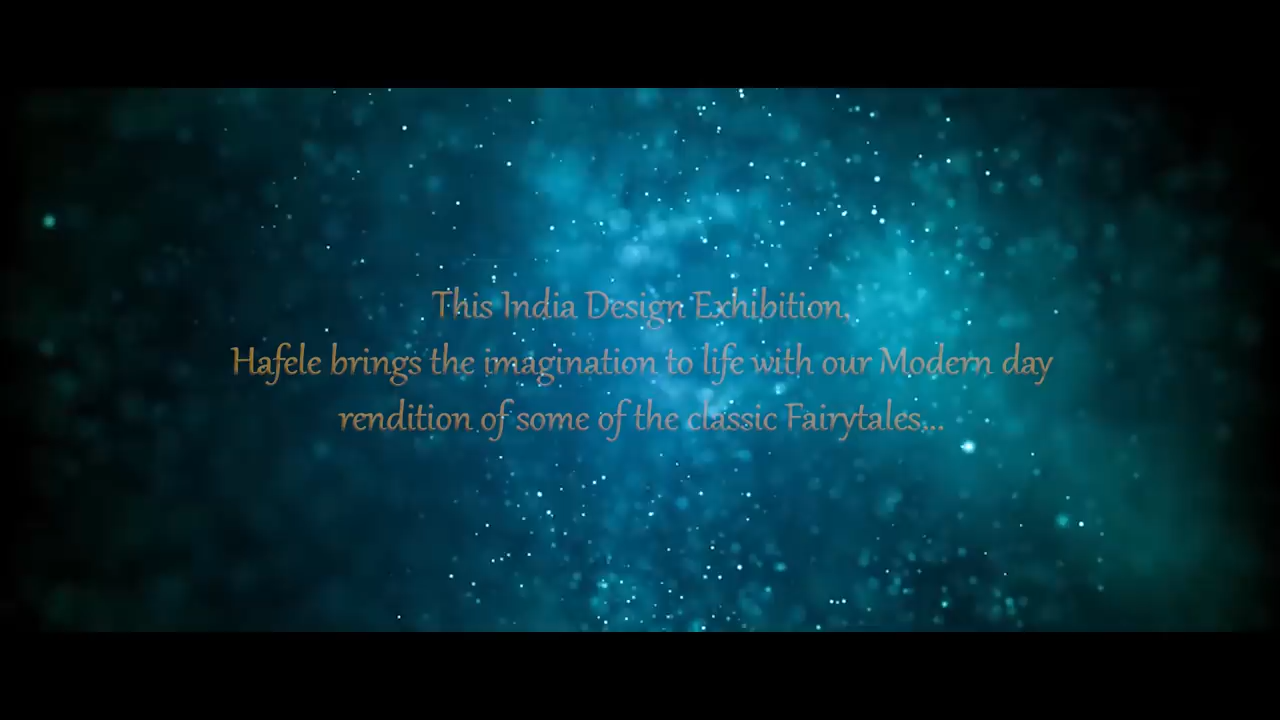 This India Design Exhibition,
Hafele brings the imagination to life with our Modern day
rendition of some of the classic Fairytales...